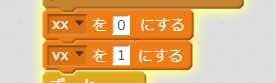 xx を 0 にする
vx を 1 にする